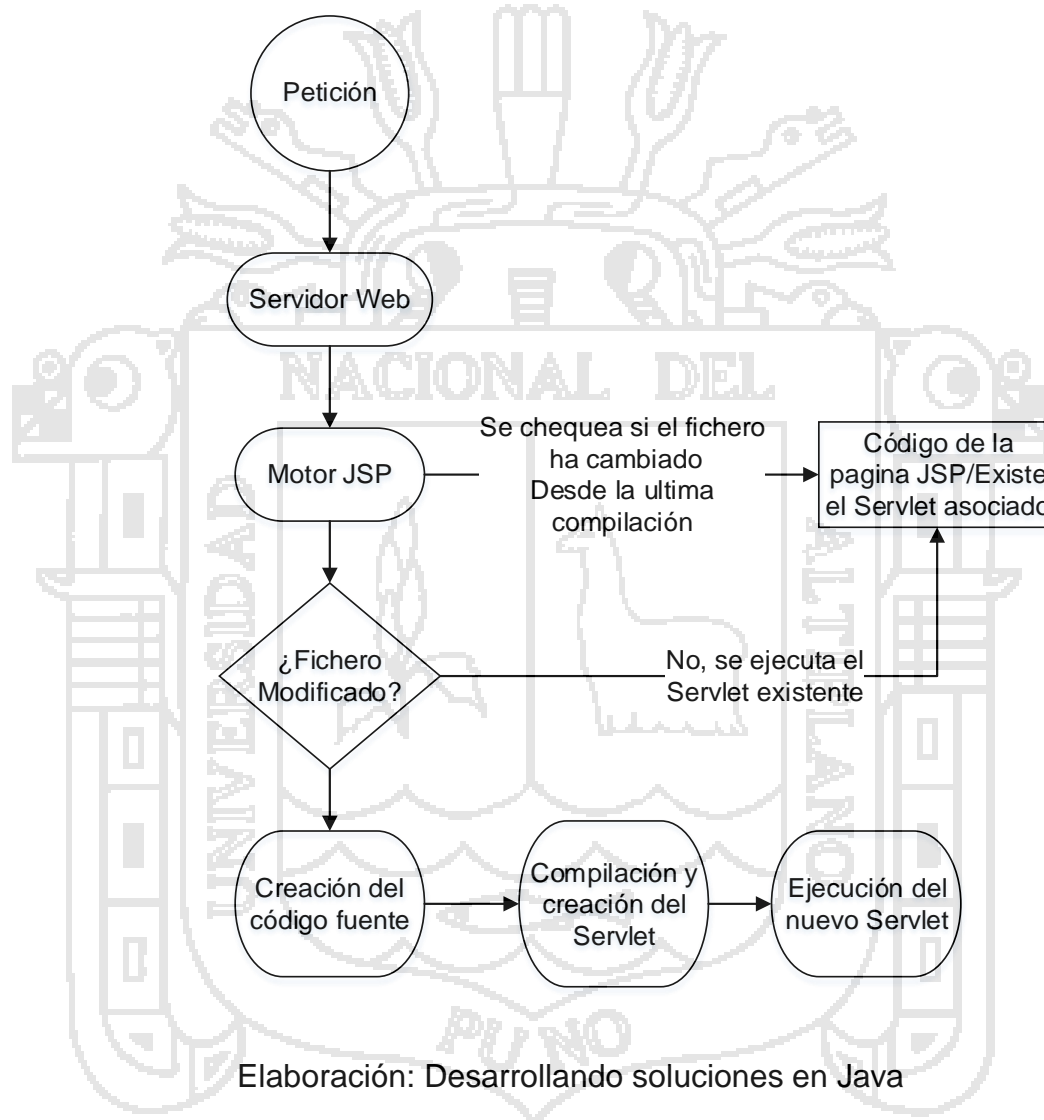 Petición
Servidor Web
NACIONAL DEL
Motor JSP
Se chequea si el fichero
ha cambiado
Desde la ultima
compilación
Código de la
pagina JSP/Existe
el Servlet asociado
UNIVERSIDAD
ALTIPLANO
¿Fichero
Modificado?
No, se ejecuta el
Servlet existente
Creación del
código fuente
Compilación y
creación del
Servlet
Ejecución del
nuevo Servlet
PUNO
Elaboración: Desarrollando soluciones en Java